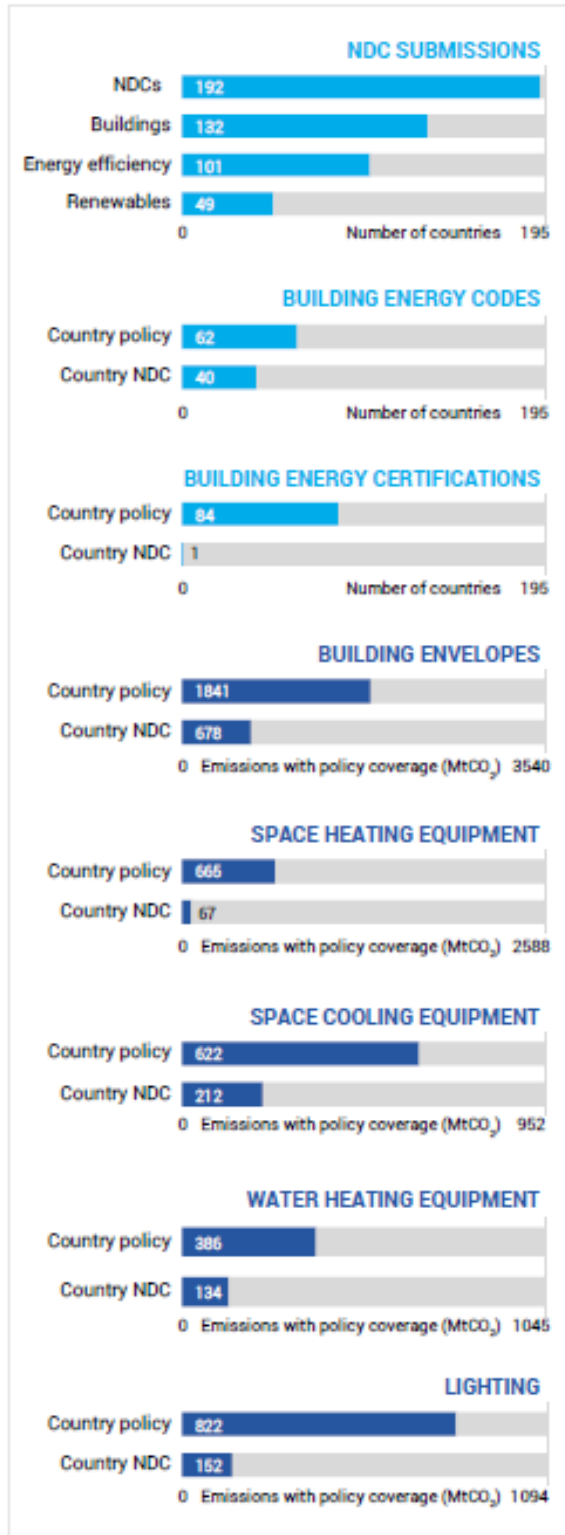 NDC SUBMISSIONS
NDCs 192
Buildings 132
Energy efficiency 101
Renewables 49
0 Number of countries 195
BUILDING ENERGY CODES
Country policy 62
Country NDC 40
0 Number of countries 195
BUILDING ENERGY CERTIFICATIONS
Country policy 84
Country NDC 1
0 Number of countries 195
BUILDING ENVELOPES
Country policy 1841
Country NDC 678
0 Emissions with policy coverage (MtCO₂) 3540
SPACE HEATING EQUIPMENT
Country policy 665
Country NDC 67
0 Emissions with policy coverage (MtCO₂) 2588
SPACE COOLING EQUIPMENT
Country policy 622
Country NDC 212
0 Emissions with policy coverage (MtCO₂) 952
WATER HEATING EQUIPMENT
Country policy 386
Country NDC 134
0 Emissions with policy coverage (MtCO₂) 1045
LIGHTING
Country policy 822
Country NDC 152
0 Emissions with policy coverage (MtCO₂) 1094